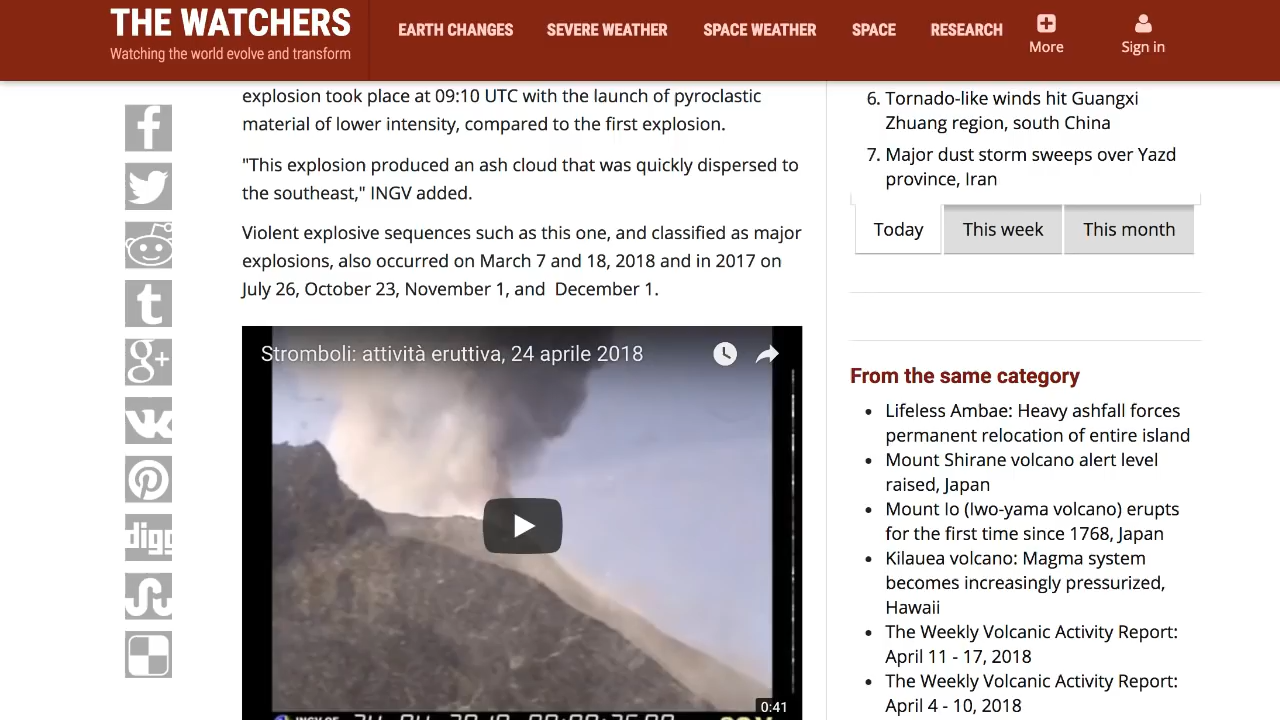 THE WATCHERS
Watching the world evolve and transform
EARTH CHANGES
SEVERE WEATHER
SPACE WEATHER
SPACE
RESEARCH
More
Sign in
explosion took place at 09:10 UTC with the launch of pyroclastic
material of lower intensity, compared to the first explosion.
"This explosion produced an ash cloud that was quickly dispersed to
the southeast," INGV added.
Violent explosive sequences such as this one, and classified as major
explosions, also occurred on March 7 and 18, 2018 and in 2017 on
July 26, October 23, November 1, and December 1.
Stromboli: attività eruttiva, 24 aprile 2018
0:41
digg
6. Tornado-like winds hit Guangxi
Zhuang region, south China
7. Major dust storm sweeps over Yazd
province, Iran
Today
This week
This month
From the same category
Lifeless Ambae: Heavy ashfall forces
permanent relocation of entire island
Mount Shirane volcano alert level
raised, Japan
Mount Io (Iwo-yama volcano) erupts
for the first time since 1768, Japan
Kilauea volcano: Magma system
becomes increasingly pressurized,
Hawaii
The Weekly Volcanic Activity Report:
April 11 - 17, 2018
The Weekly Volcanic Activity Report:
April 4 - 10, 2018